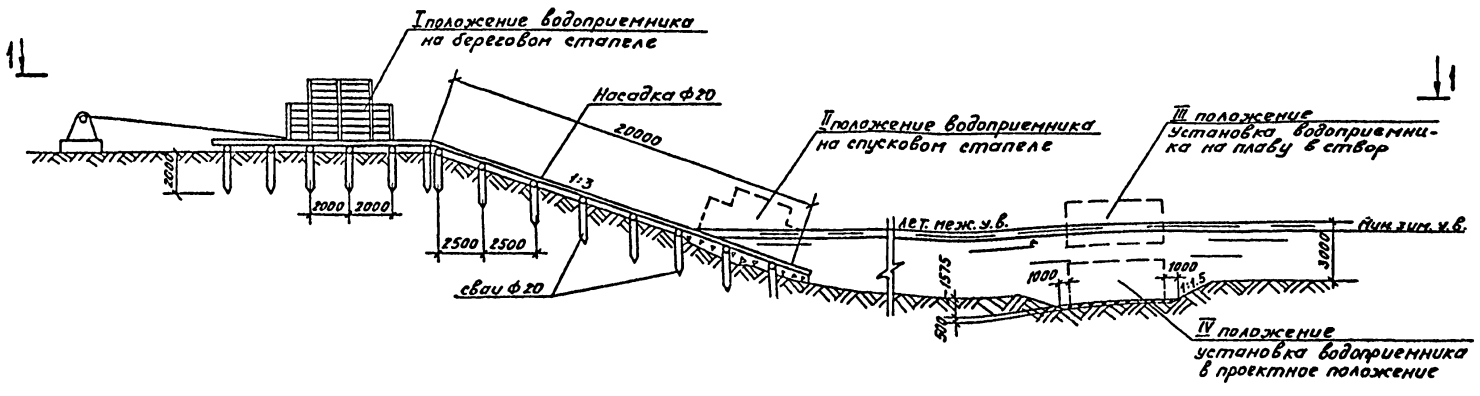 I положение водоприемника
на береговом стапеле
1
1
Насадка ф20
20000
II положение водоприемника
на спусковом стапеле
III положение
Установка водоприемни-
ка на плаву в створ
2000
1:3
2000 2000
лет. меж. у.в.
Мин. зим. у.в.
2500 2500
1000
1000
1:1.5
3000
1575
500
сваи ф20
IV положение
установка водоприемника
в проектное положение